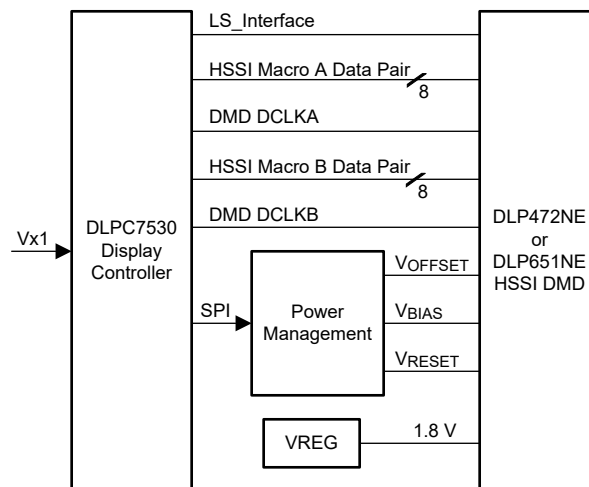 LS_Interface
HSSI Macro A Data Pair
8
DMD DCLKA
HSSI Macro B Data Pair
8
DMD DCLKB
Vx1
DLPC7530
Display
Controller
SPI
Power
Management
VOFFSET
VBIAS
VRESET
VREG
1.8 V
DLP472NE
or
DLP651NE
HSSI DMD